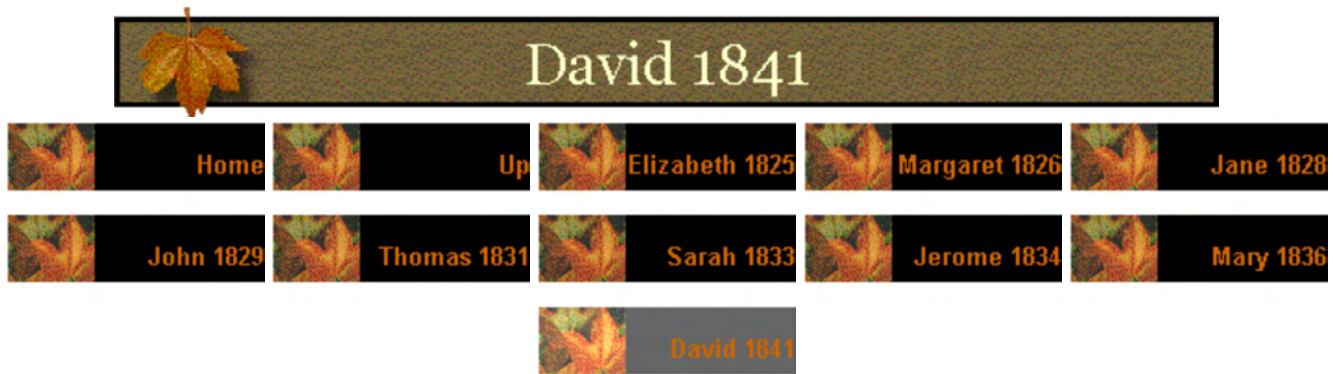 David 1841
Home Up Elizabeth 1825 Margaret 1826 Jane 1828
John 1829 Thomas 1831 Sarah 1833 Jerome 1834 Mary 1836
David 1841